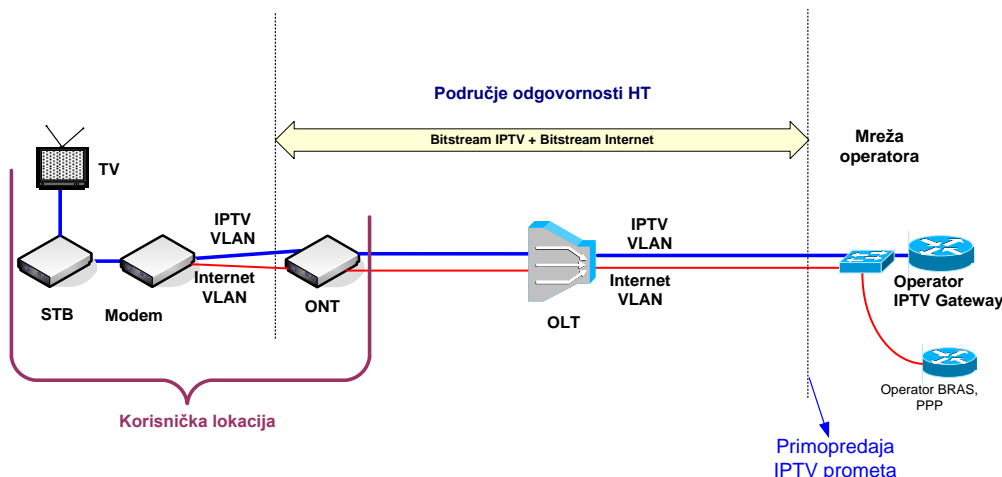 Područje odgovornosti HT
Bitstream IPTV + Bitstream Internet
Mreža
operatora
TV
IPTV
VLAN
Internet
VLAN
STB
Modem
ONT
OLT
IPTV
VLAN
Internet
VLAN
Operator
IPTV Gateway
Operator BRAS,
PPP
Korisnička lokacija
Primopredaja
IPTV prometa